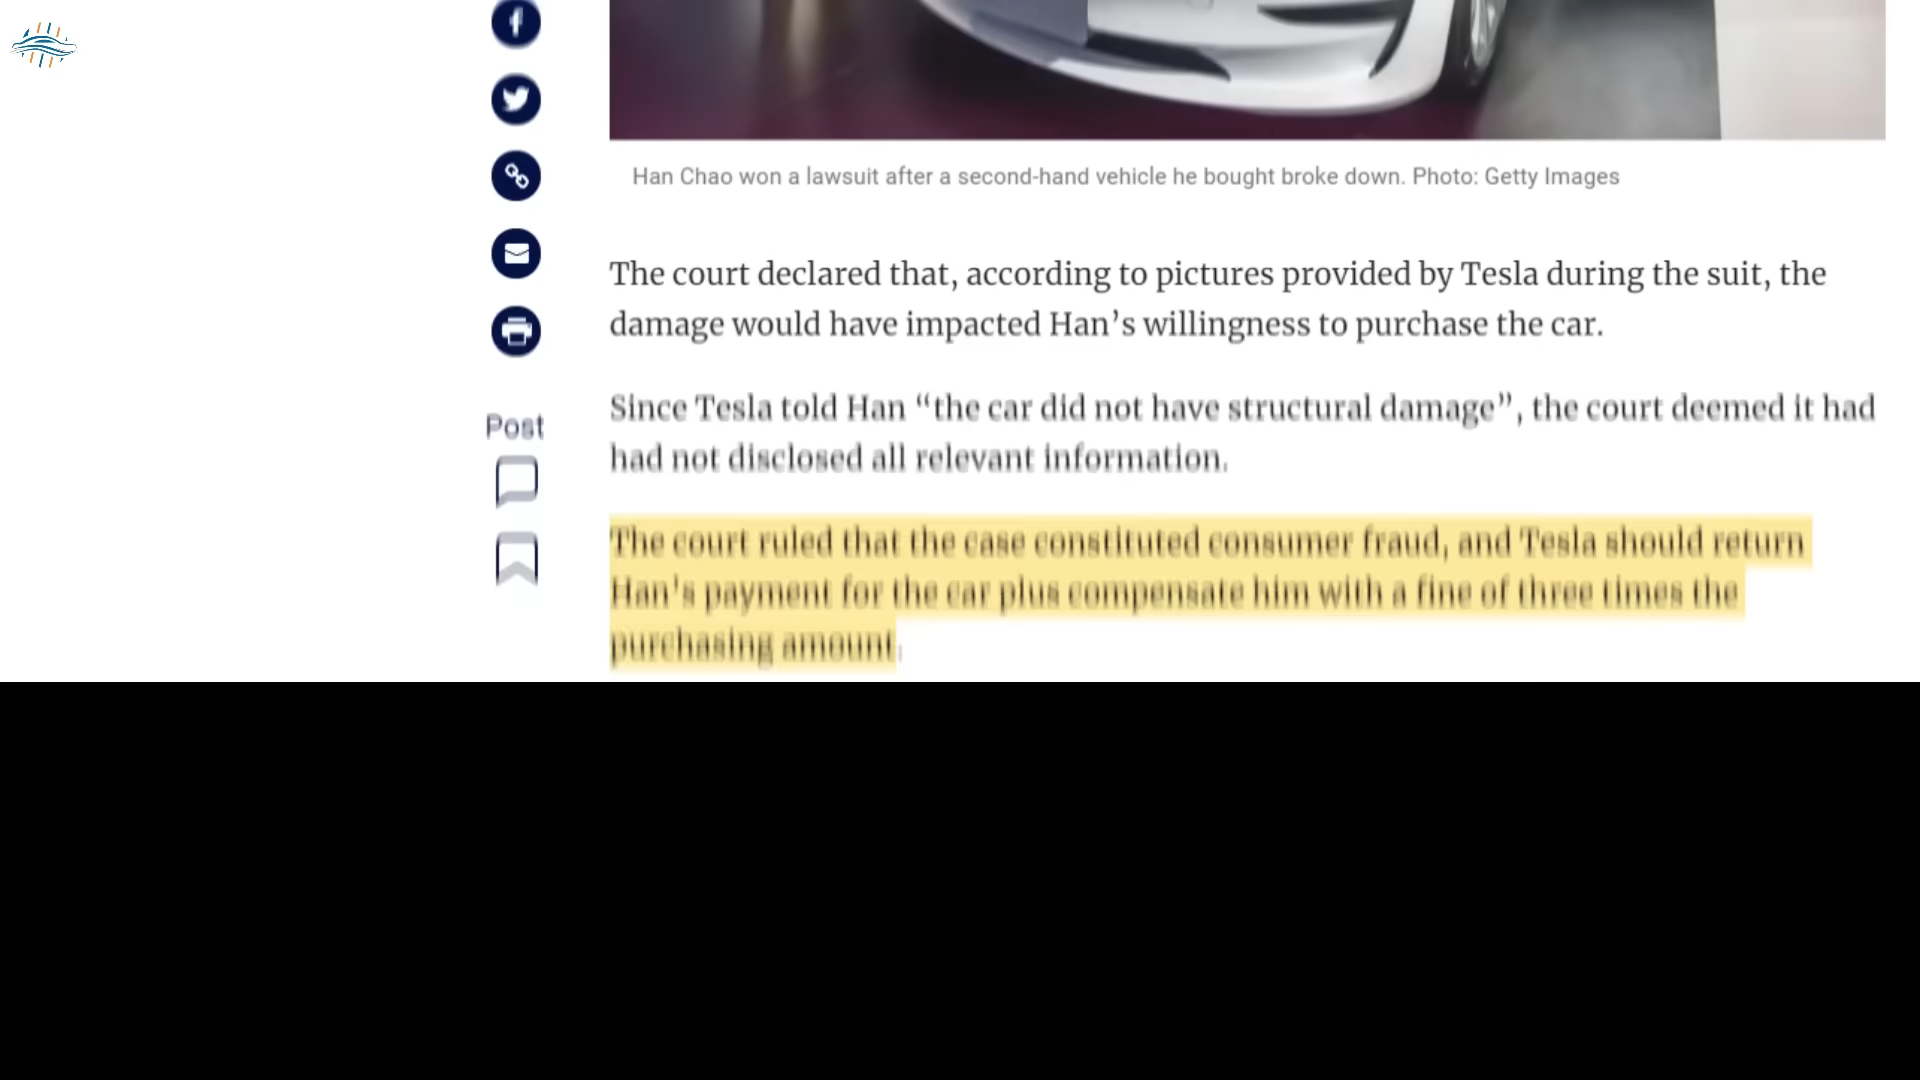 Han Chao won a lawsuit after a second-hand vehicle he bought broke down. Photo: Getty Images
The court declared that, according to pictures provided by Tesla during the suit, the
damage would have impacted Han’s willingness to purchase the car.
Post
Since Tesla told Han “the car did not have structural damage”, the court deemed it had
had not disclosed all relevant information.
The court ruled that the case constituted consumer fraud, and Tesla should return
Han’s payment for the car plus compensate him with a fine of three times the
purchasing amount.